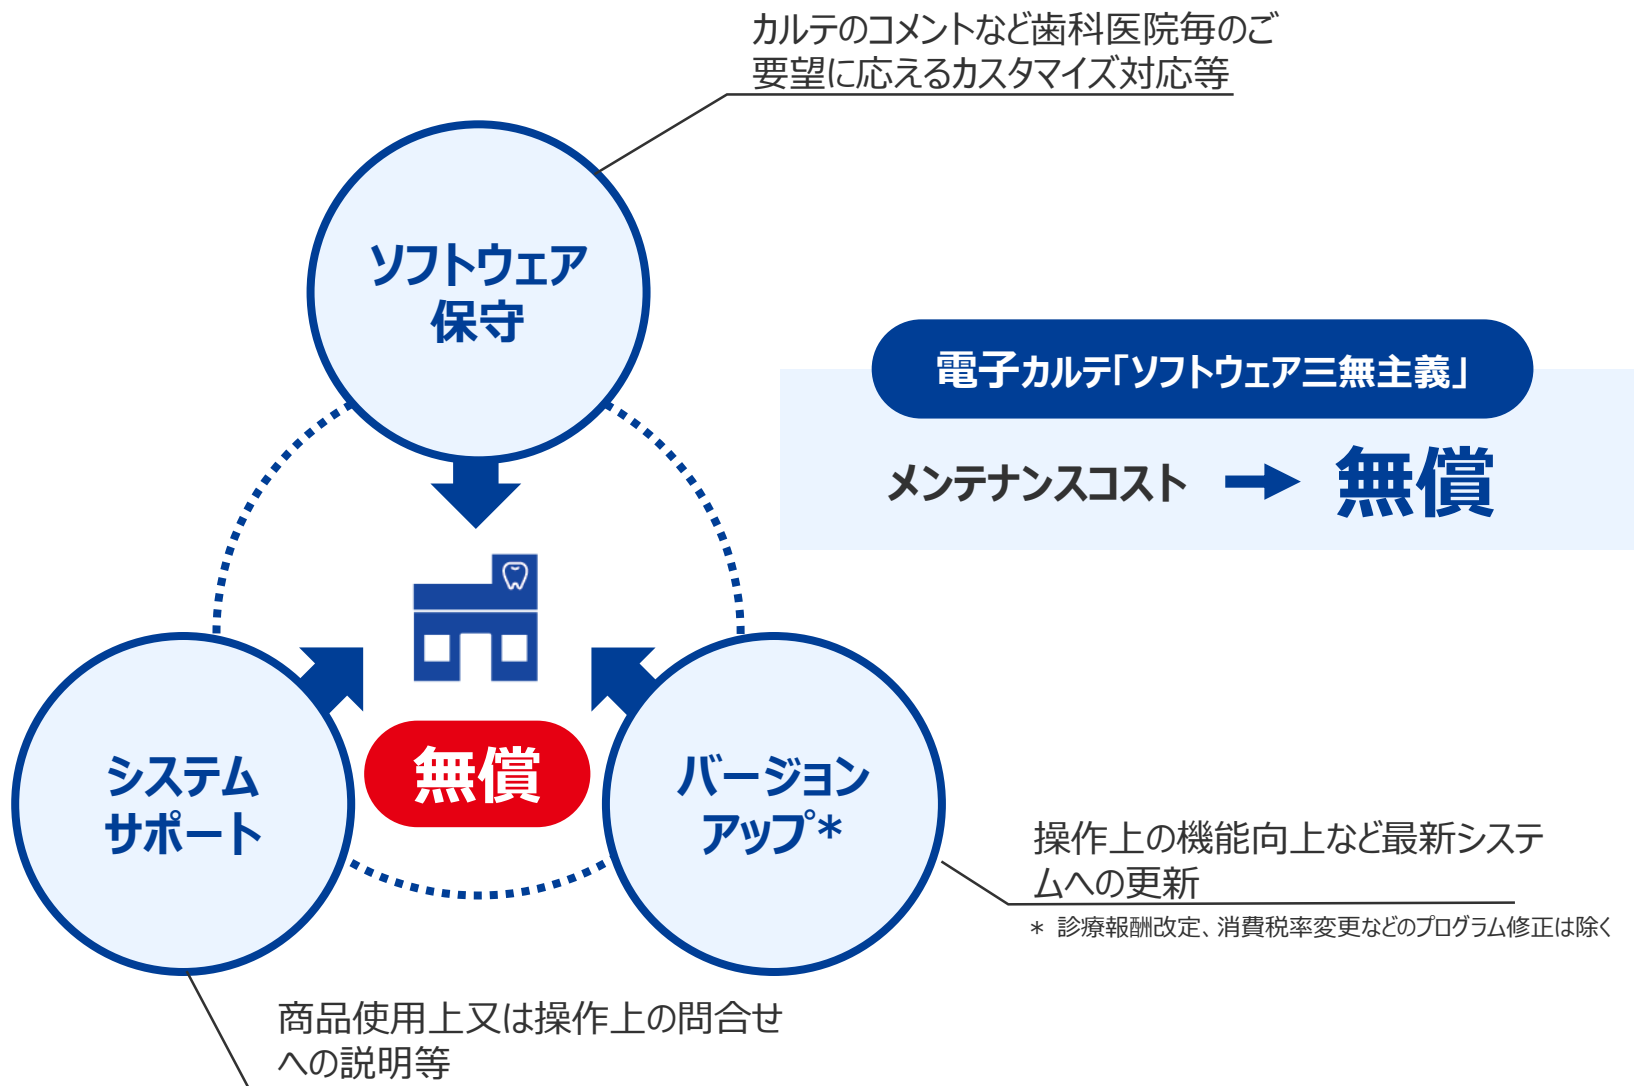 カルテのコメントなど歯科医院毎のご
要望に応えるカスタマイズ対応等
ソフトウェア
保守
電子カルテ「ソフトウェア三無主義」
メンテナンスコスト
無償
無償
システム
サポート
バージョン
アップ*
操作上の機能向上など最新システ
ムへの更新
* 診療報酬改定、消費税率変更などのプログラム修正は除く
商品使用上又は操作上の問合せ
への説明等